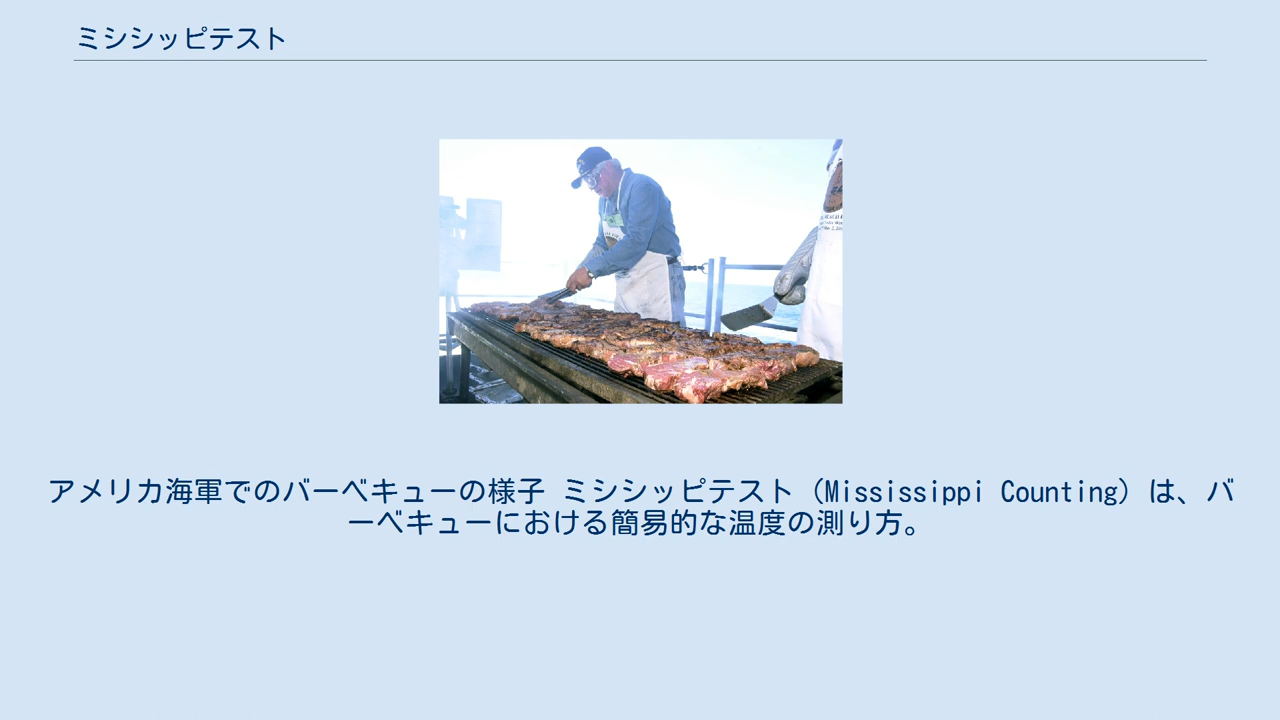 ミシシッピテスト
アメリカ海軍でのバーベキューの様子 ミシシッピテスト（Mississippi Counting）は、バ
ーベキューにおける簡易的な温度の測り方。